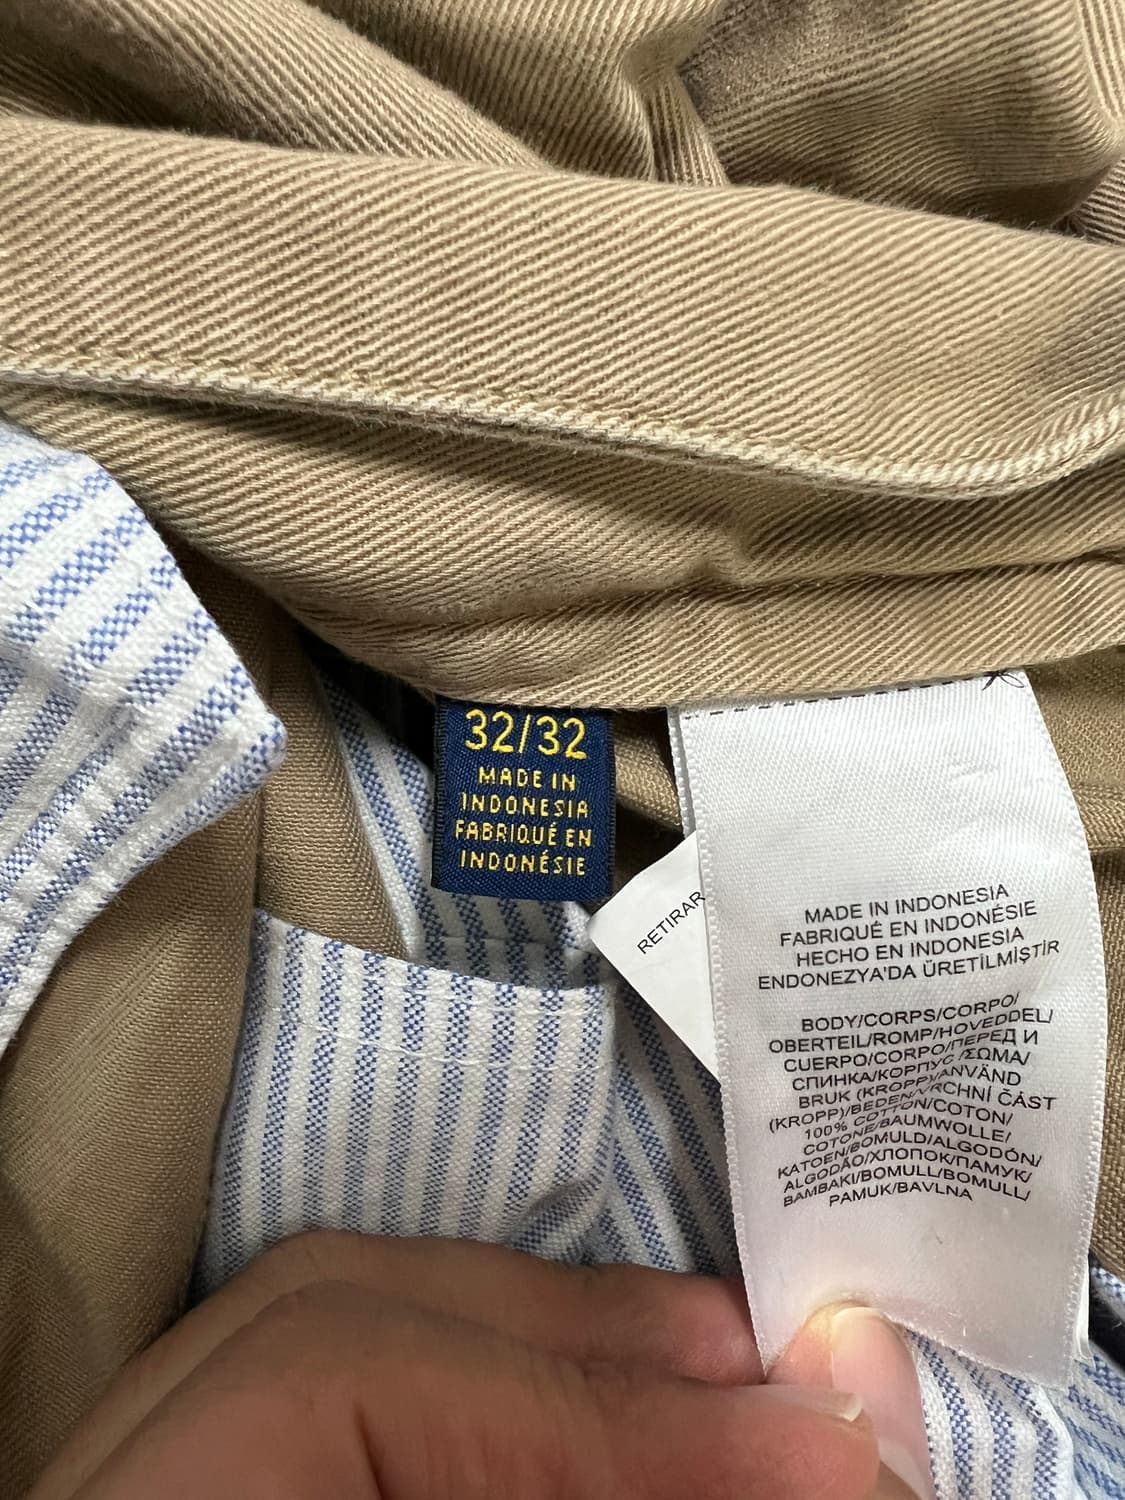 32/32
MADE IN
INDONESIA
FABRIQUÉ EN
INDONÉSIE
RETIRAR
MADE IN INDONESIA
FABRIQUÉ EN INDONÉSIE
HECHO EN INDONESIA
ENDONEZYA'DA ÜRETİLMİŞTİR
BODY/CORPS/CORPO/
OBERTEIL/ROMP/HOVEDDEL/
CUERPO/CORPO/ПЕРЕД И
СПИНКА/КОРПУС /ΣΩΜΑ/
BRUK (KROPP)/ANVÄND
(KROPP)/BEDEN/VRCHNÍ ČÁST
100% COTTON/COTON/
COTONE/BAUMWOLLE/
KATOEN/BOMULD/ALGODÓN/
ALGODÃO/ХЛОПОК/ПАМУК/
ΒΑΜΒΑΚΙ/BOMULL/BOMULL/
PAMUK/BAVLNA